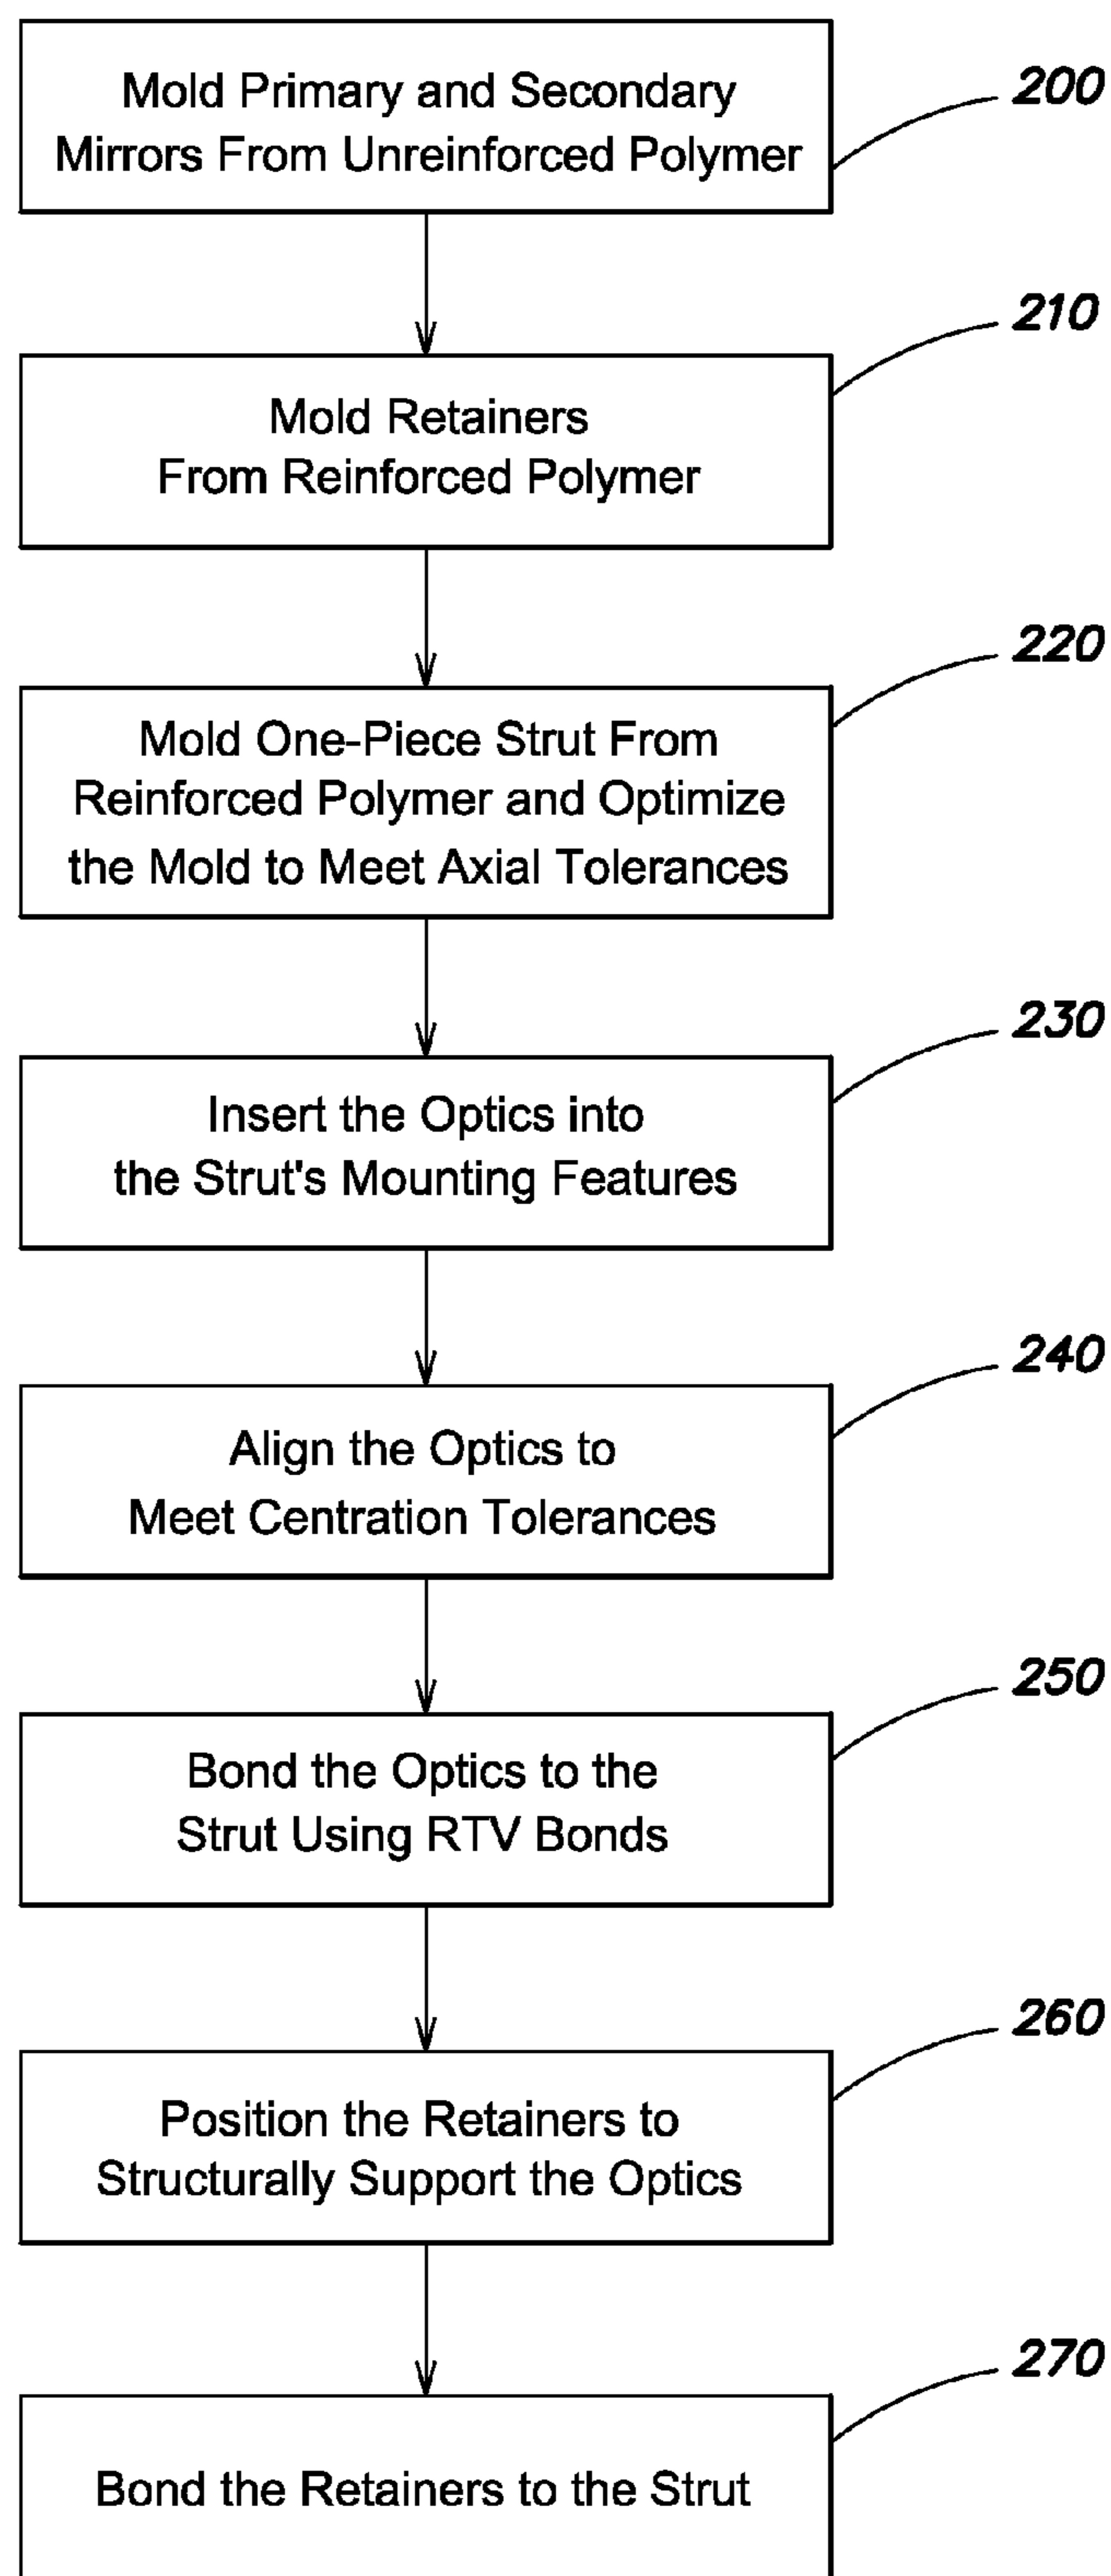 Mold Primary and Secondary
Mirrors From Unreinforced Polymer
200
Mold Retainers
From Reinforced Polymer
210
Mold One-Piece Strut From
Reinforced Polymer and Optimize
the Mold to Meet Axial Tolerances
220
Insert the Optics into
the Strut's Mounting Features
230
Align the Optics to
Meet Centration Tolerances
240
Bond the Optics to the
Strut Using RTV Bonds
250
Position the Retainers to
Structurally Support the Optics
260
Bond the Retainers to the Strut
270